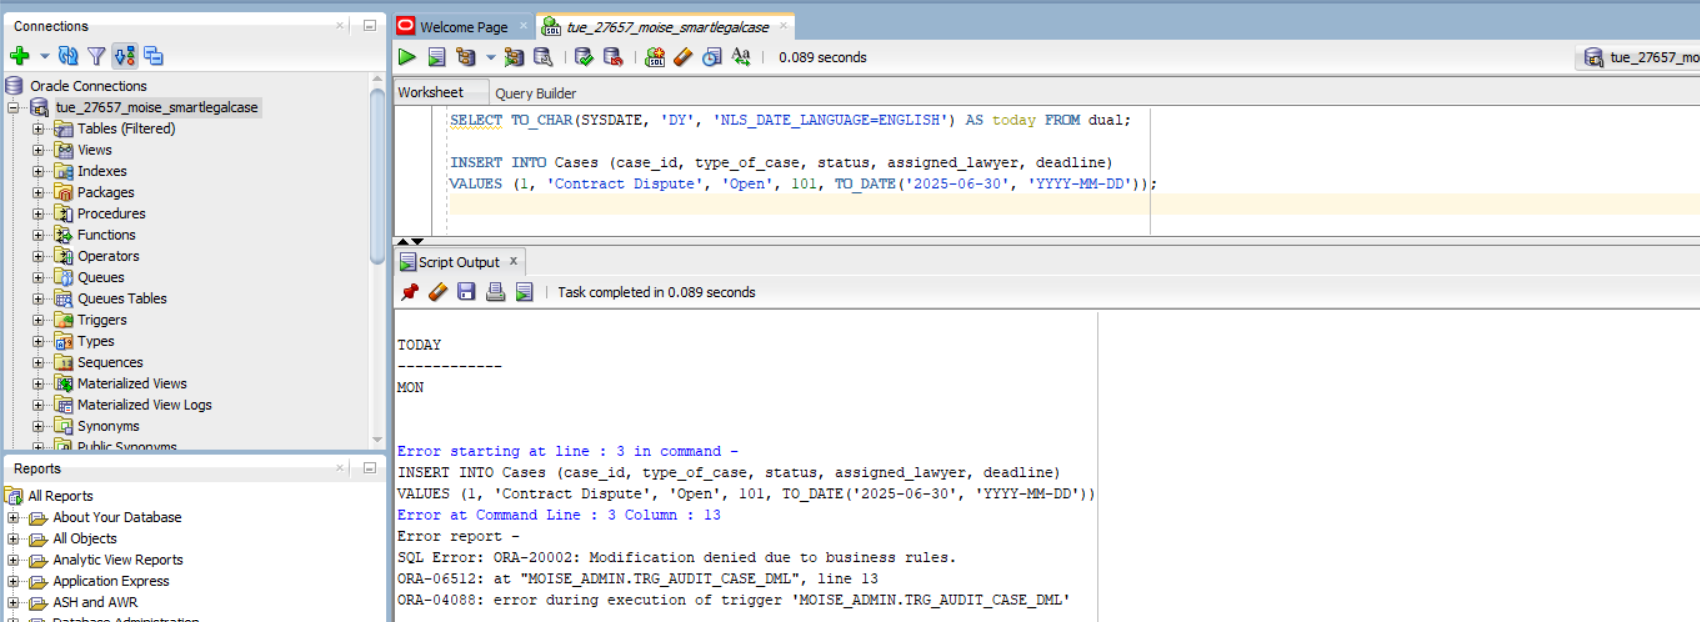 Connections
Oracle Connections
tue_27657_moise_smartlegalcase
Tables (Filtered)
Views
Indexes
Packages
Procedures
Functions
Operators
Queues
Queues Tables
Triggers
Types
Sequences
Materialized Views
Materialized View Logs
Synonyms
Public Synonyms
Reports
All Reports
About Your Database
All Objects
Analytic View Reports
Application Express
ASH and AWR
Database Administration
Welcome Page
tue_27657_moise_smartlegalcase
0.089 seconds
tue_27657_mo
Worksheet Query Builder
SELECT TO_CHAR(SYSDATE, 'DY', 'NLS_DATE_LANGUAGE=ENGLISH') AS today FROM dual;
INSERT INTO Cases (case_id, type_of_case, status, assigned_lawyer, deadline)
VALUES (1, 'Contract Dispute', 'Open', 101, TO_DATE('2025-06-30', 'YYYY-MM-DD'));
Script Output
Task completed in 0.089 seconds
TODAY
------------
MON
Error starting at line : 3 in command -
INSERT INTO Cases (case_id, type_of_case, status, assigned_lawyer, deadline)
VALUES (1, 'Contract Dispute', 'Open', 101, TO_DATE('2025-06-30', 'YYYY-MM-DD'))
Error at Command Line : 3 Column : 13
Error report -
SQL Error: ORA-20002: Modification denied due to business rules.
ORA-06512: at "MOISE_ADMIN.TRG_AUDIT_CASE_DML", line 13
ORA-04088: error during execution of trigger 'MOISE_ADMIN.TRG_AUDIT_CASE_DML'